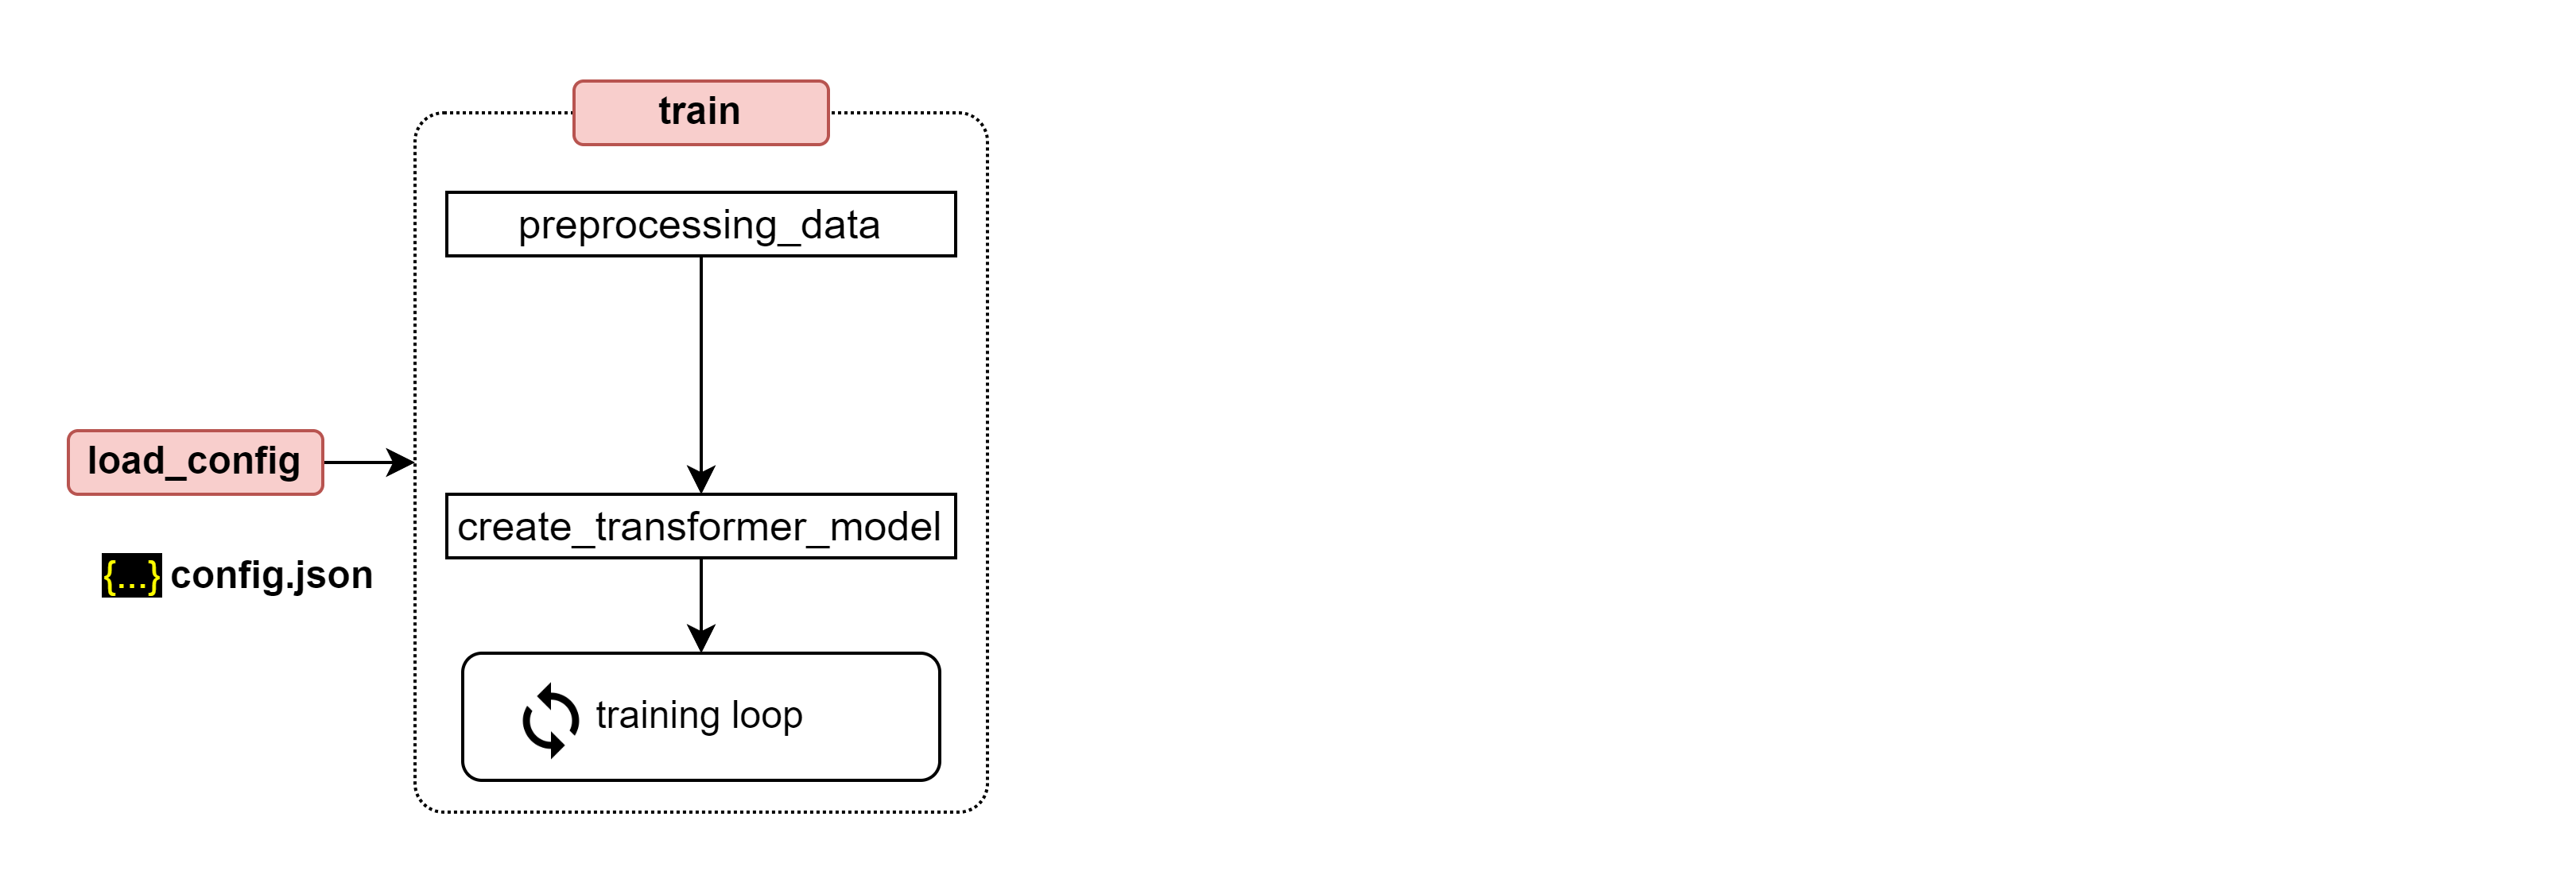 train
preprocessing_data
load_config
create_transformer_model
{...} config.json
training loop